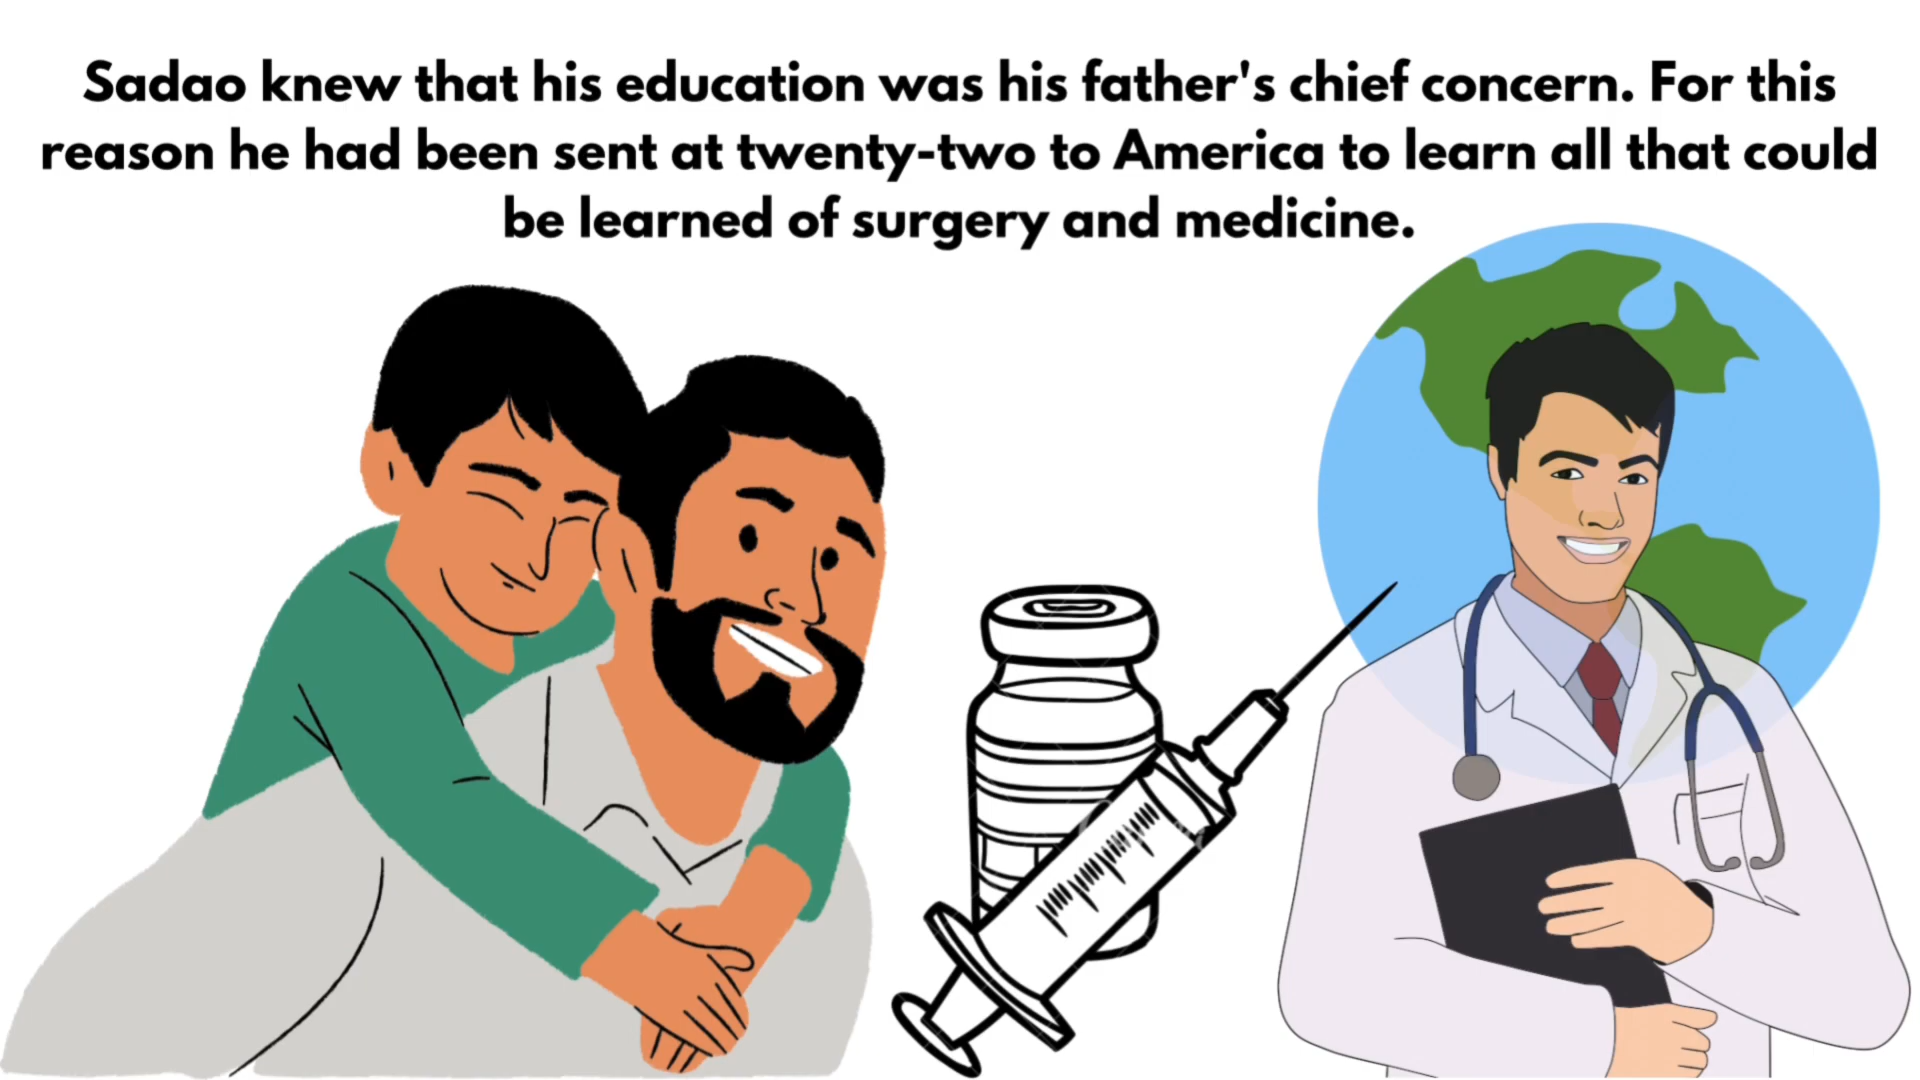 Sadao knew that his education was his father's chief concern. For this
reason he had been sent at twenty-two to America to learn all that could
be learned of surgery and medicine.